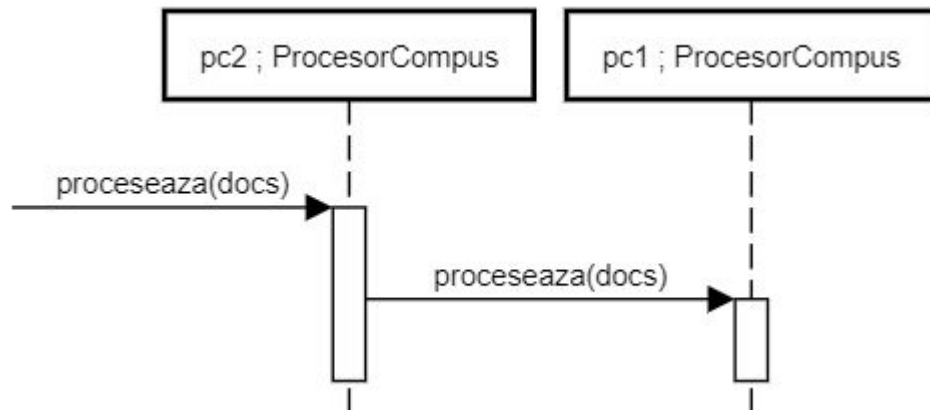 pc2 ; ProcesorCompus
pc1 ; ProcesorCompus
proceseaza(docs)
proceseaza(docs)